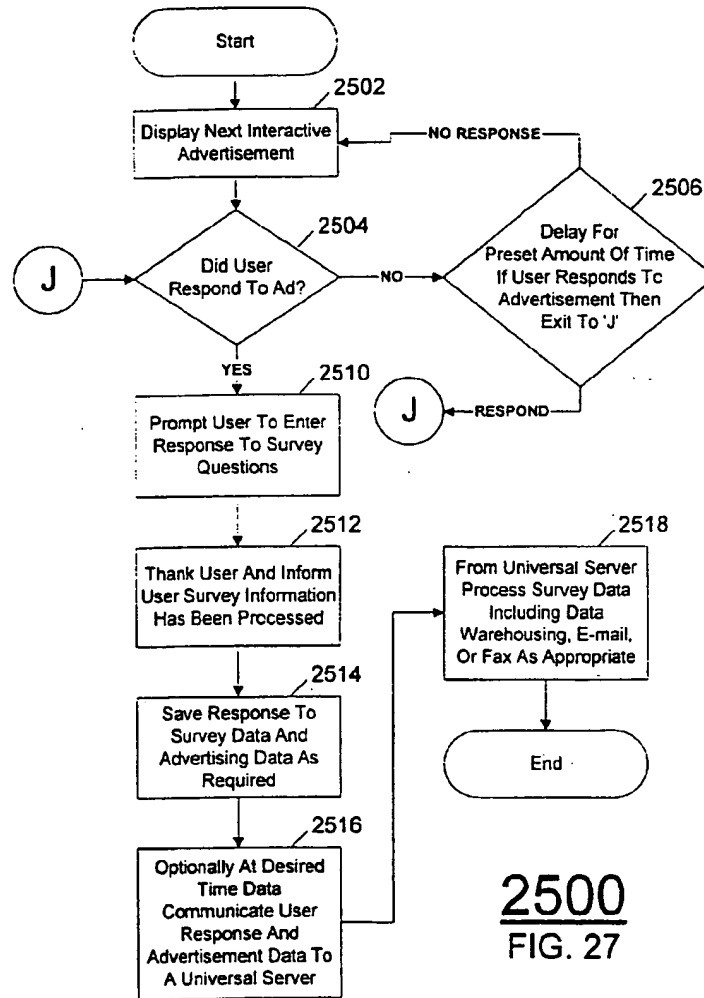 Start
2502
Display Next Interactive
Advertisement
NO RESPONSE
2504
Did User
Respond To Ad?
J
NO
2506
Delay For
Preset Amount Of Time
If User Responds Tc
Advertisement Then
Exit To 'J'
RESPOND
J
YES
2510
Prompt User To Enter
Response To Survey
Questions
2512
Thank User And Inform
User Survey Information
Has Been Processed
2514
Save Response To
Survey Data And
Advertising Data As
Required
2516
Optionally At Desired
Time Data
Communicate User
Response And
Advertisement Data To
A Universal Server
2518
From Universal Server
Process Survey Data
Including Data
Warehousing, E-mail,
Or Fax As Appropriate
End
2500
FIG. 27